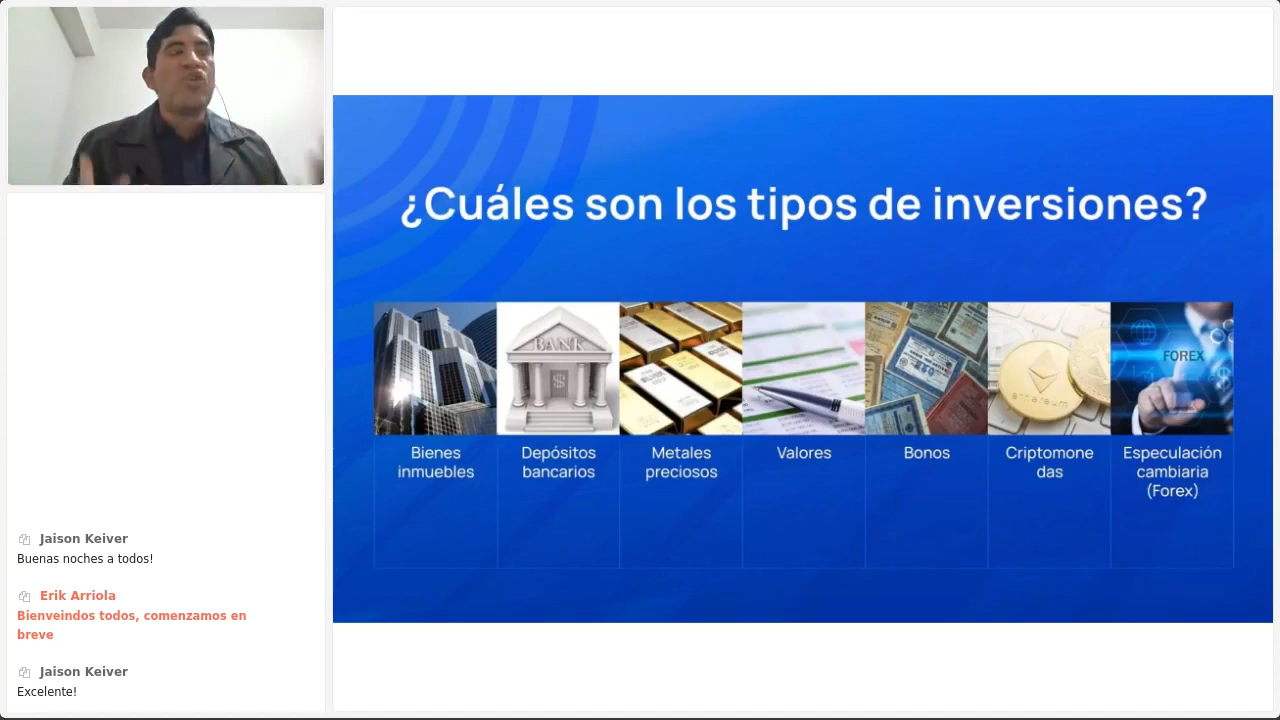 Jaison Keiver
Buenas noches a todos!
Erik Arriola
Bienveindos todos, comenzamos en
breve
Jaison Keiver
Excelente!
¿Cuáles son los tipos de inversiones?
BANK
$
ethereum
FOREX
Bienes
inmuebles
Depósitos
bancarios
Metales
preciosos
Valores
Bonos
Criptomone
das
Especulación
cambiaria
(Forex)